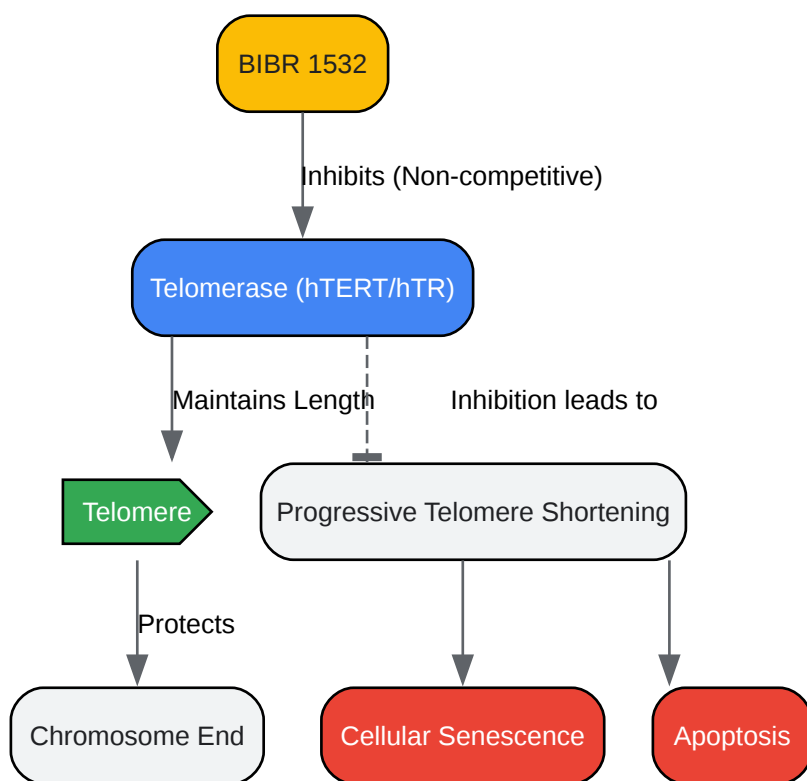 BIBR 1532
Inhibits (Non-competitive)
Telomerase (hTERT/hTR)
Maintains Length
Inhibition leads to
Telomere
Progressive Telomere Shortening
Protects
Chromosome End
Cellular Senescence
Apoptosis